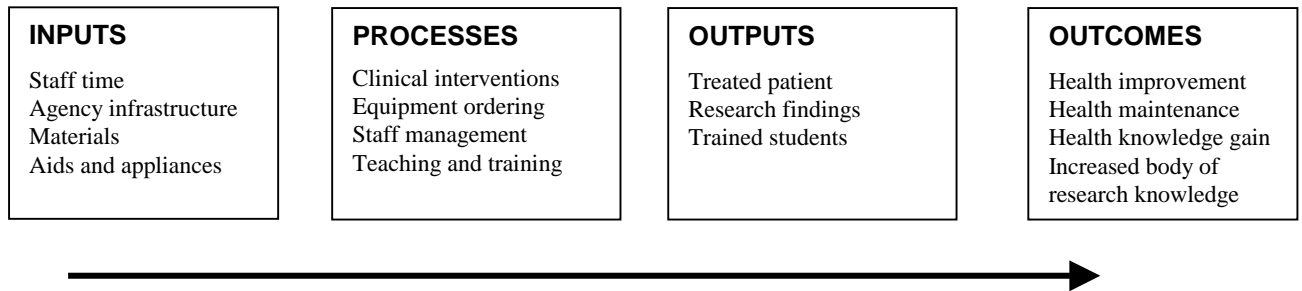 INPUTS
Staff time
Agency infrastructure
Materials
Aids and appliances
PROCESSES
Clinical interventions
Equipment ordering
Staff management
Teaching and training
OUTPUTS
Treated patient
Research findings
Trained students
OUTCOMES
Health improvement
Health maintenance
Health knowledge gain
Increased body of
research knowledge